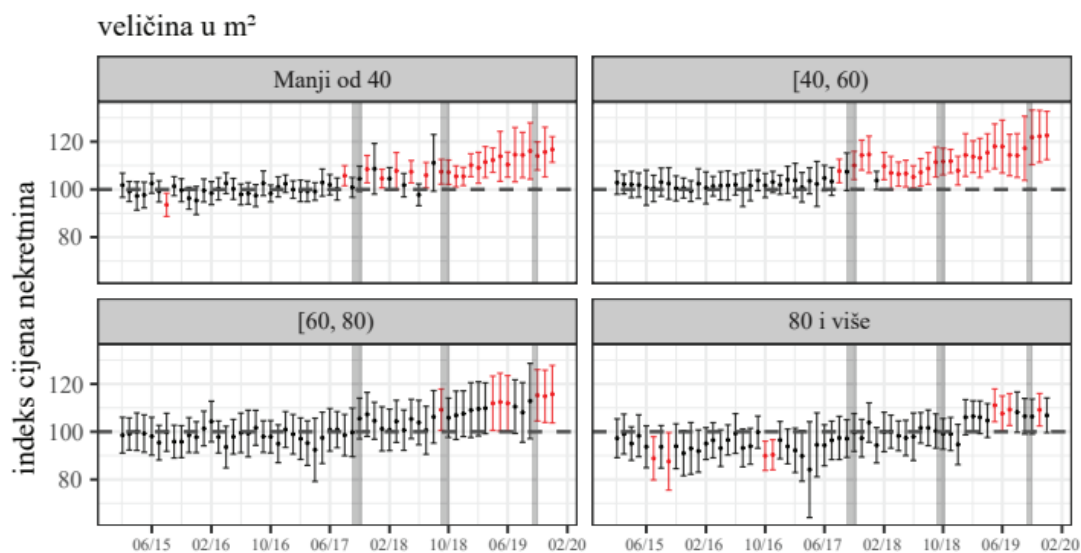 veličina u m²
Manji od 40
[40, 60)
120
100
80
[60, 80)
80 i više
120
100
80
indeks cijena nekretnina
06/15 02/16 10/16 06/17 02/18 10/18 06/19 02/20
06/15 02/16 10/16 06/17 02/18 10/18 06/19 02/20